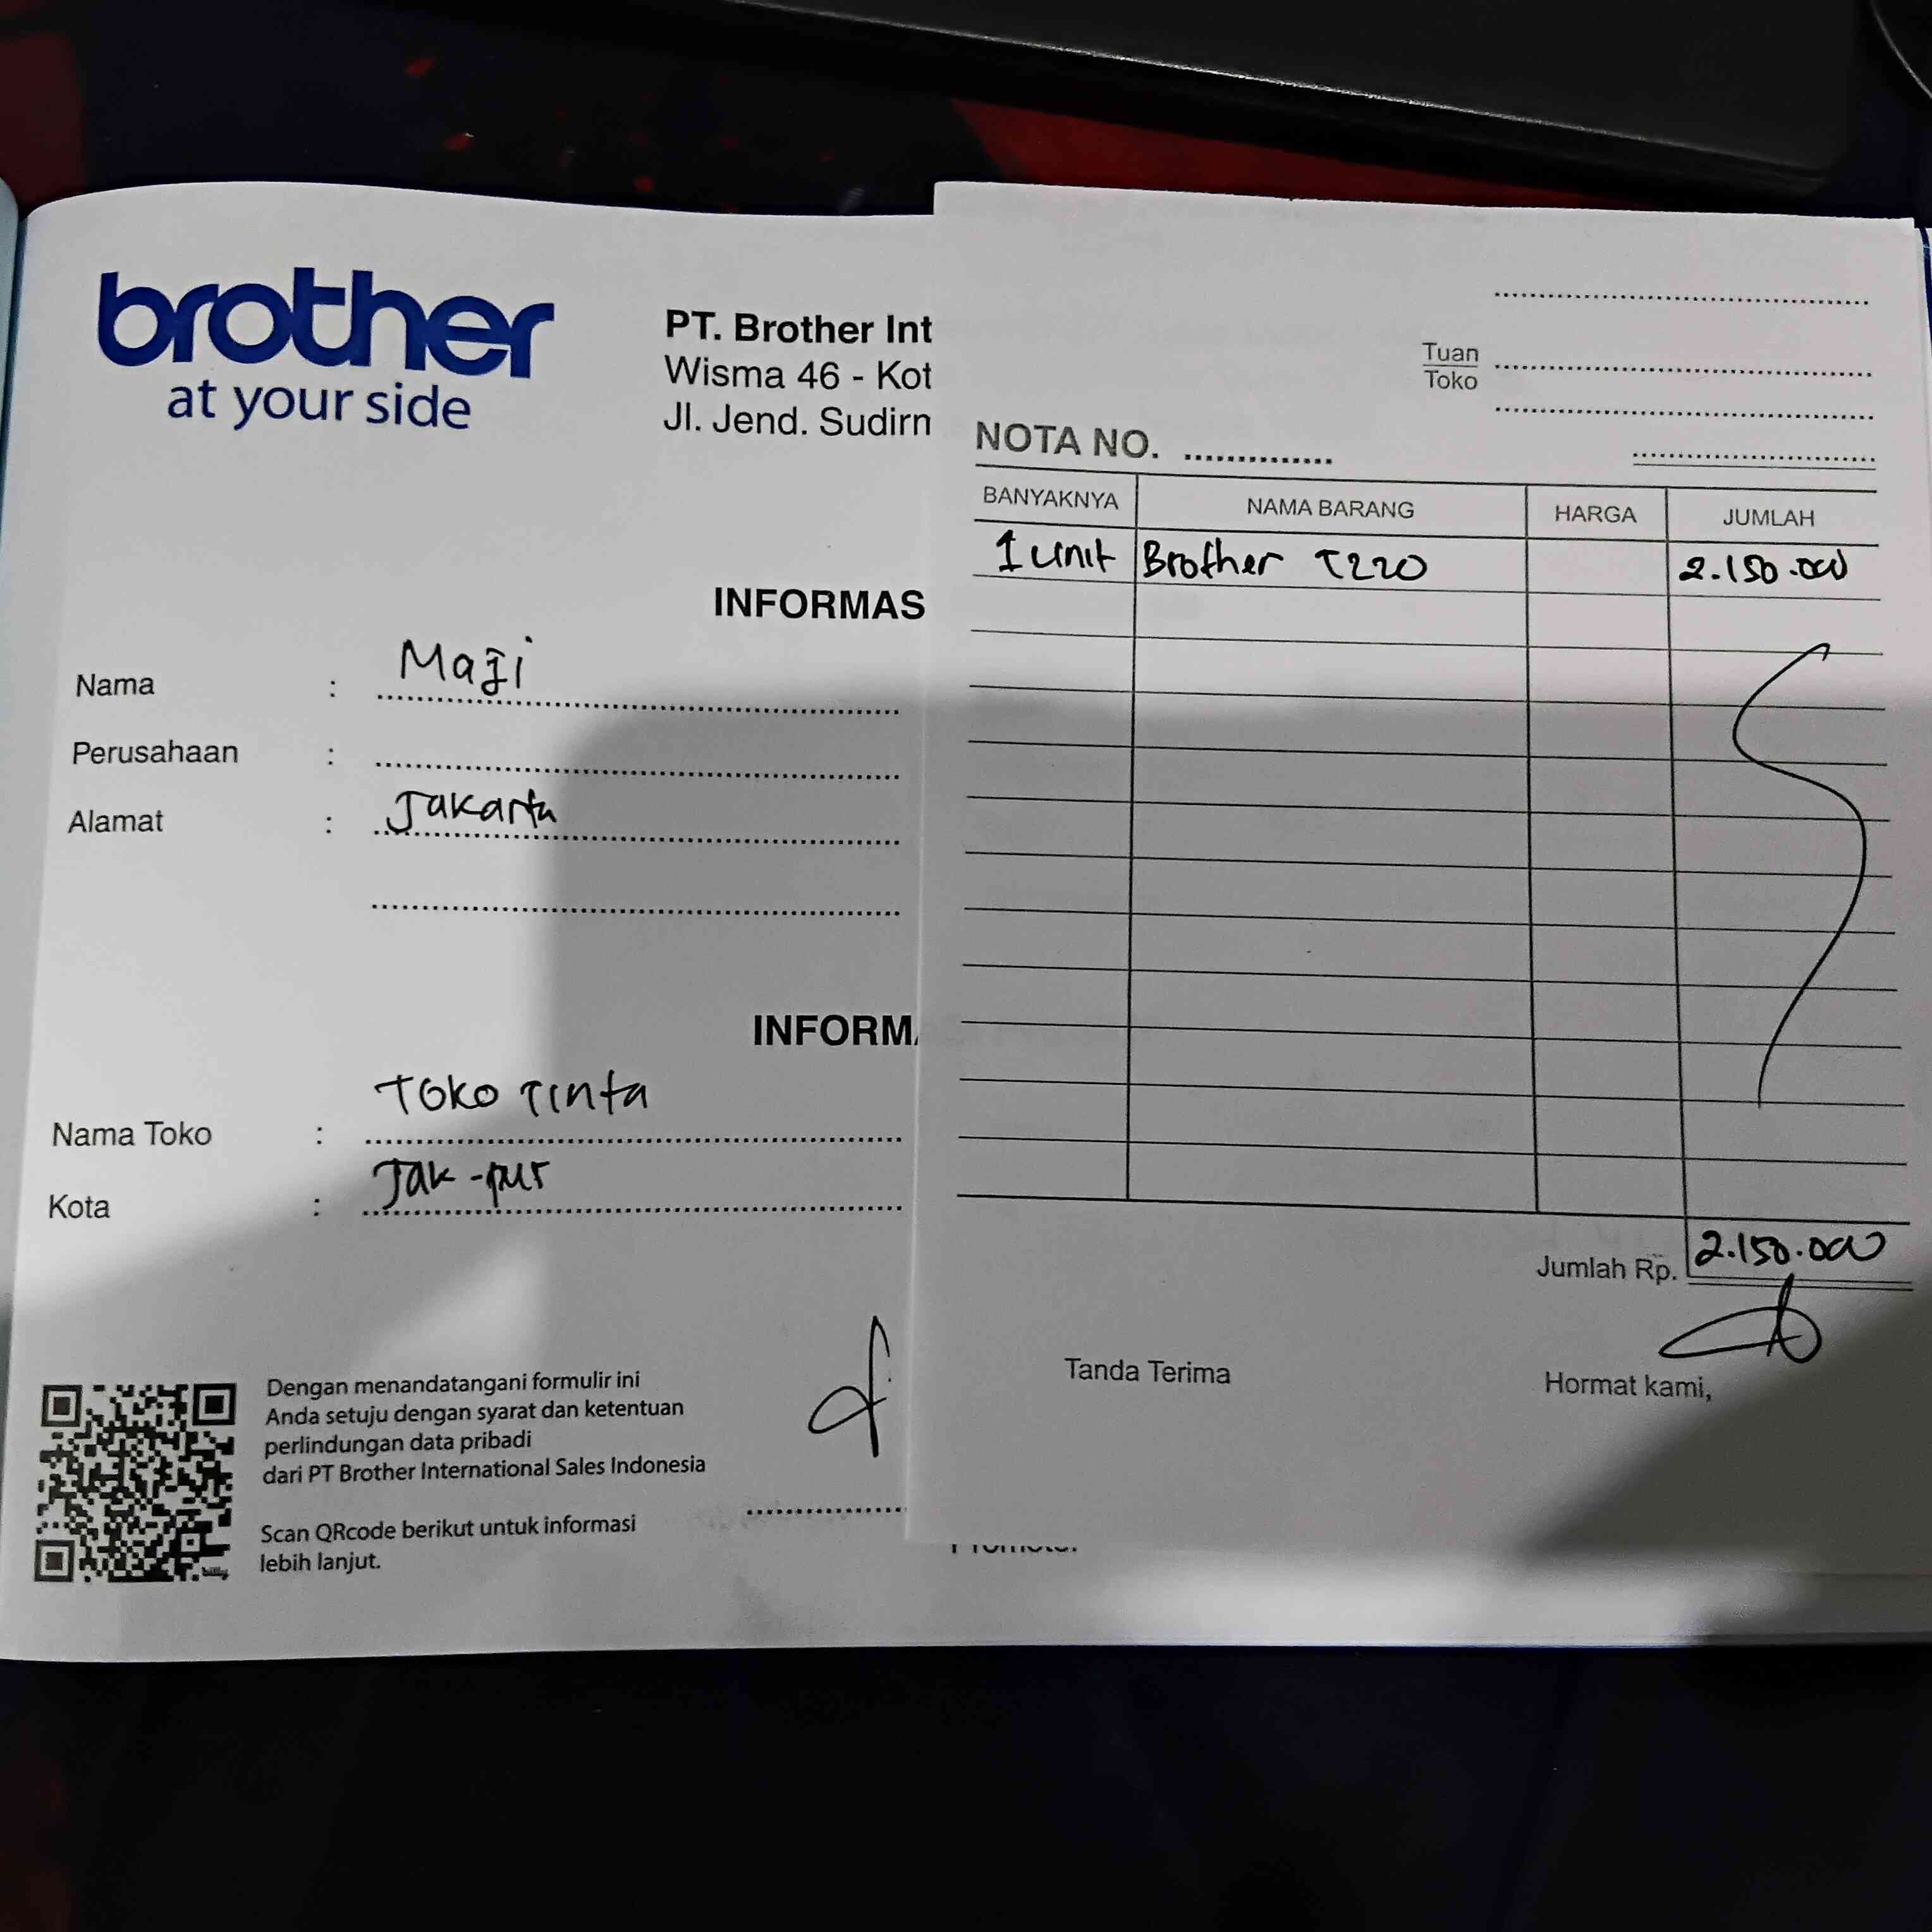 brother
at your side
PT. Brother Int
Wisma 46 - Kot
Jl. Jend. Sudirn
INFORMAS
Nama : Maji
Perusahaan :
Alamat : Jakarta
INFORMA
Nama Toko : Toko Tinta
Kota : Jak-pus
Dengan menandatangani formulir ini
Anda setuju dengan syarat dan ketentuan
perlindungan data pribadi
dari PT Brother International Sales Indonesia
Scan QRcode berikut untuk informasi
lebih lanjut.
Tuan
Toko
NOTA NO.
BANYAKNYA NAMA BARANG HARGA JUMLAH
1 unit Brother T220 2.150.000
Jumlah Rp. 2.150.000
Tanda Terima Hormat kami,